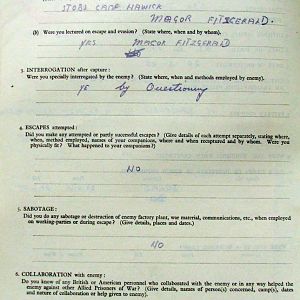 STOBS CAMP HAWICK
MAGOR FITZGERALD.
(b) Were you lectured on escape and evasion? (State where, when and by whom).
YES MAGOR FITZGERALD
3. INTERROGATION after capture :
Were you specially interrogated by the enemy? (State where, when and methods employed by enemy).
YE by Questioning
4. ESCAPES attempted :
Did you make any attempted or partly successful escapes? (Give details of each attempt separately, stating where, when, method employed, names of your companions, where and when recaptured and by whom. Were you physically fit? What happened to your companions?)
NO
5. SABOTAGE :
Did you do any sabotage or destruction of enemy factory plant, war material, communications, etc., when employed on working-parties or during escape? (Give details, places and dates.)
NO
6. COLLABORATION with enemy :
Do you know of any British or American personnel who collaborated with the enemy or in any way helped the enemy against other Allied Prisoners of War? (Give details, names of person(s) concerned, camp(s), dates and nature of collaboration or help given to enemy).